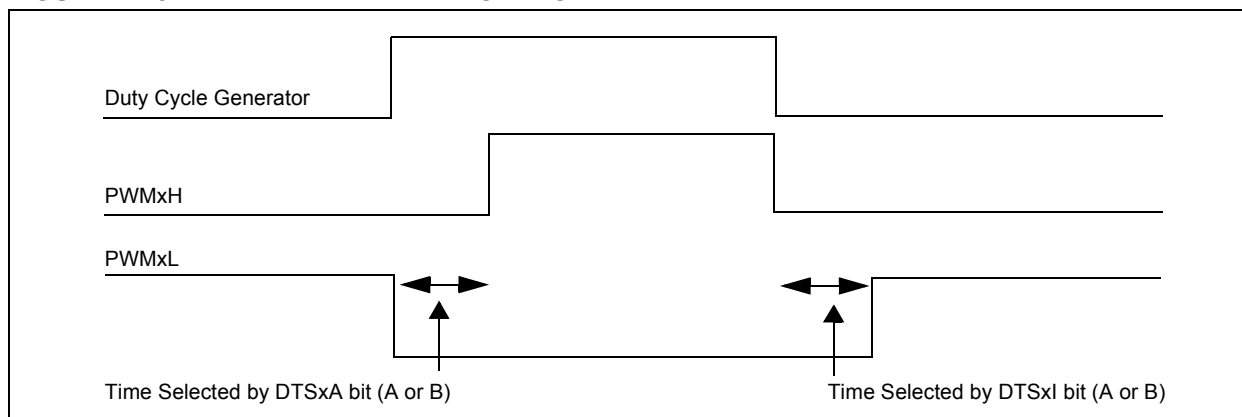 Duty Cycle Generator
PWMxH
PWMxL
Time Selected by DTSxA bit (A or B)
Time Selected by DTSxI bit (A or B)